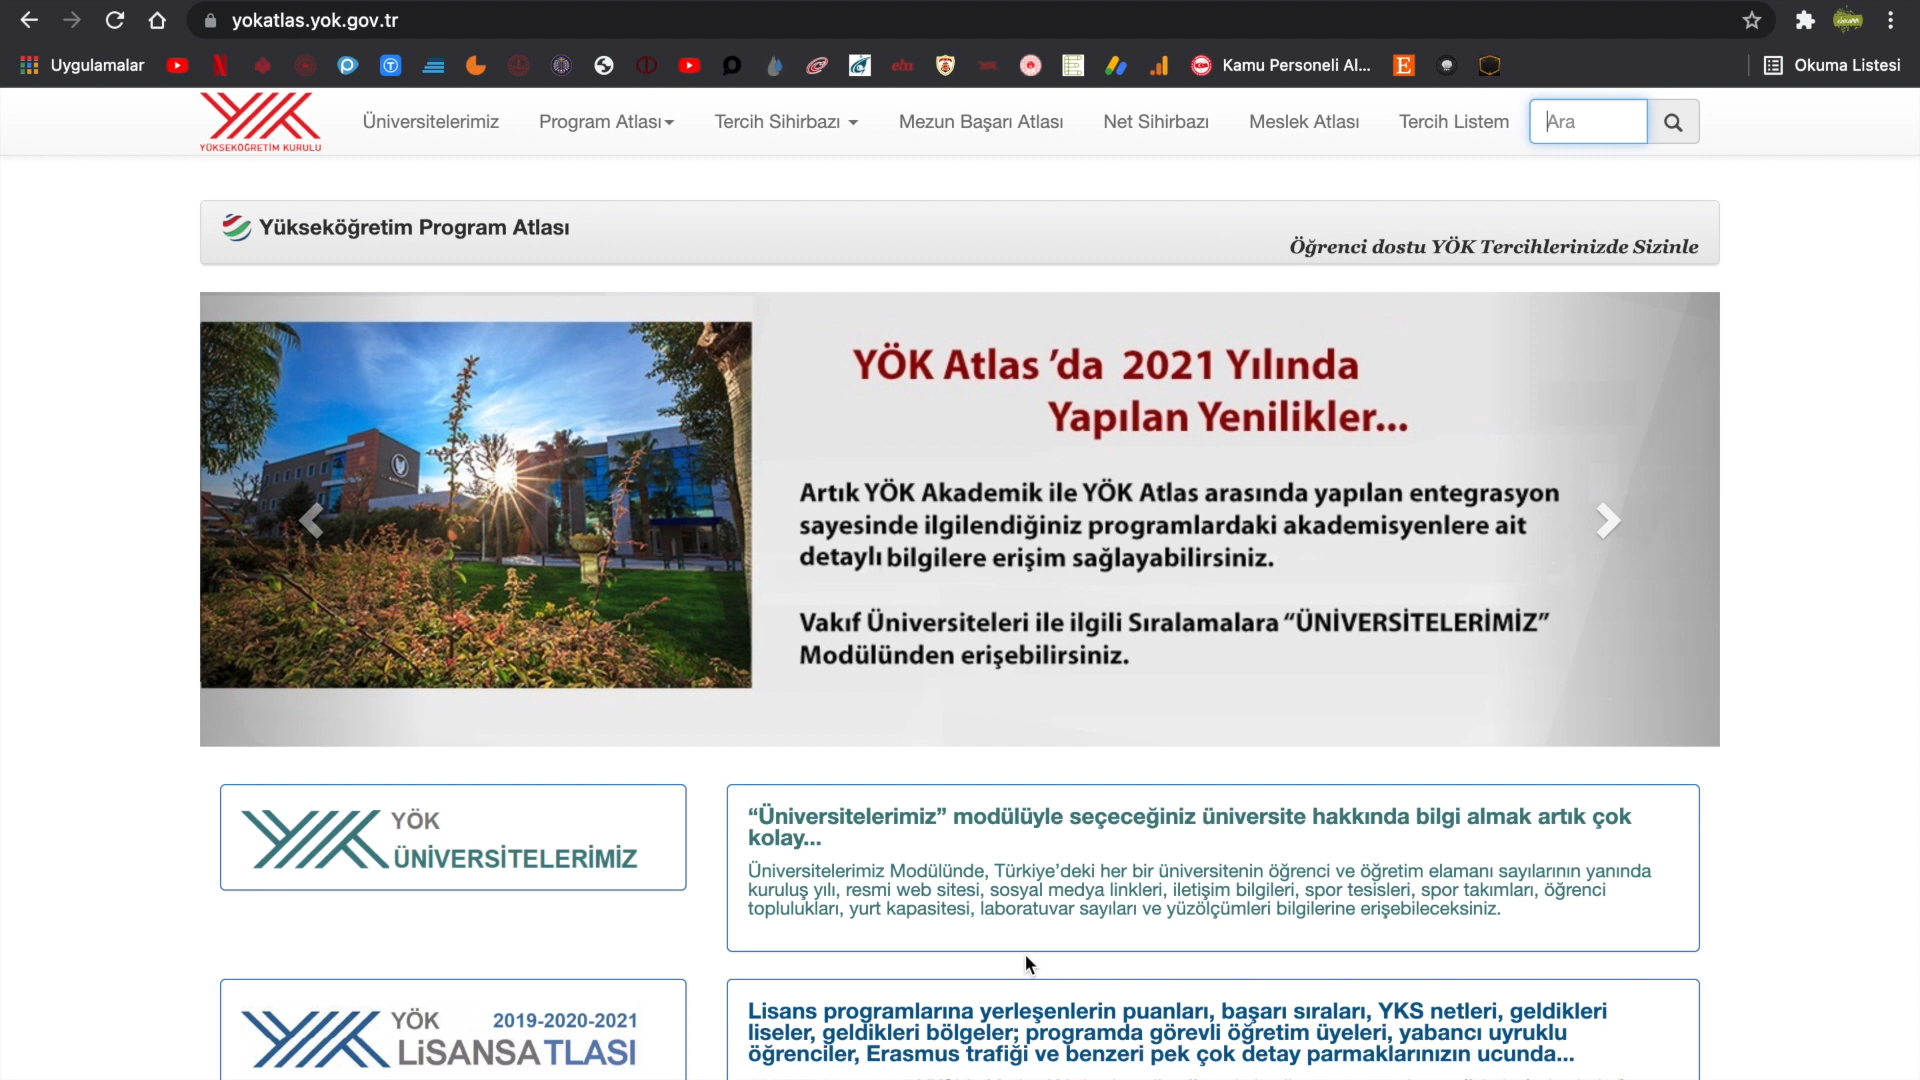 yokatlas.yok.gov.tr
Uygulamalar
eba
Kamu Personeli Al...
E
Okuma Listesi
YÜKSEKÖĞRETİM KURULU
Üniversitelerimiz
Program Atlası
Tercih Sihirbazı
Mezun Başarı Atlası
Net Sihirbazı
Meslek Atlası
Tercih Listem
Ara
Yükseköğretim Program Atlası
Öğrenci dostu YÖK Tercihlerinizde Sizinle
YÖK Atlas ’da 2021 Yılında
Yapılan Yenilikler...
Artık YÖK Akademik ile YÖK Atlas arasında yapılan entegrasyon
sayesinde ilgilendiğiniz programlardaki akademisyenlere ait
detaylı bilgilere erişim sağlayabilirsiniz.
Vakıf Üniversiteleri ile ilgili Sıralamalara “ÜNİVERSİTELERİMİZ”
Modülünden erişebilirsiniz.
YÖK
ÜNİVERSİTELERİMİZ
“Üniversitelerimiz” modülüyle seçeceğiniz üniversite hakkında bilgi almak artık çok
kolay...
Üniversitelerimiz Modülünde, Türkiye’deki her bir üniversitenin öğrenci ve öğretim elamanı sayılarının yanında
kuruluş yılı, resmi web sitesi, sosyal medya linkleri, iletişim bilgileri, spor tesisleri, spor takımları, öğrenci
toplulukları, yurt kapasitesi, laboratuvar sayıları ve yüzölçümleri bilgilerine erişebileceksiniz.
YÖK 2019-2020-2021
LİSANSATLASI
Lisans programlarına yerleşenlerin puanları, başarı sıraları, YKS netleri, geldikleri
liseler, geldikleri bölgeler; programda görevli öğretim üyeleri, yabancı uyruklu
öğrenciler, Erasmus trafiği ve benzeri pek çok detay parmaklarınızın ucunda...